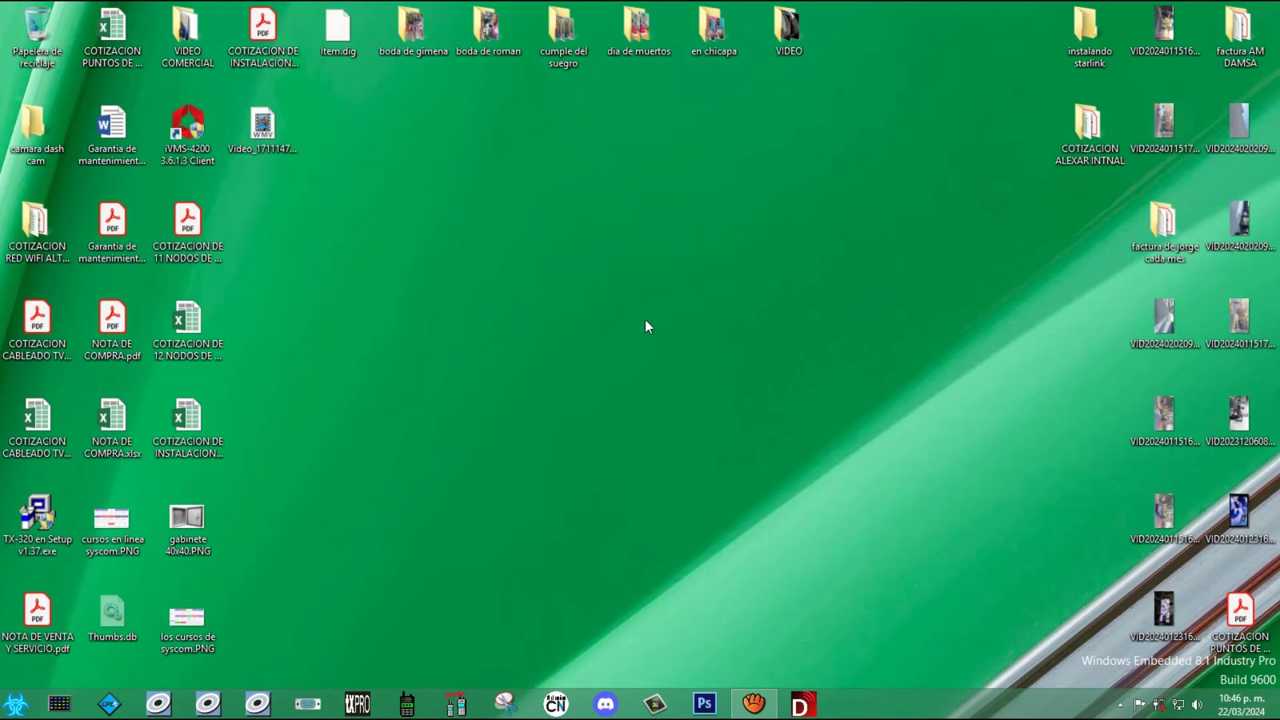 Papelera de
reciclaje
COTIZACION
PUNTOS DE ...
VIDEO
COMERCIAL
COTIZACION DE
INSTALACION...
Item.dig
boda de gimena
boda de roman
cumple del
suegro
dia de muertos
en chicapa
VIDEO
instalando
starlink
VID2024011516...
factura AM
DAMSA
camara dash
cam
Garantia de
mantenimient...
iVMS-4200
3.6.1.3 Client
Video_1711147...
COTIZACION
ALEXAR INTNAL
VID2024011517...
VID2024020209...
COTIZACION
RED WIFI ALT...
Garantia de
mantenimient...
COTIZACION DE
11 NODOS DE ...
factura de jorge
cada mes
VID2024020209...
COTIZACION
CABLEADO TV...
NOTA DE
COMPRA.pdf
COTIZACION DE
12 NODOS DE ...
VID2024020209...
VID2024011517...
COTIZACION
CABLEADO TV...
NOTA DE
COMPRA.xlsx
COTIZACION DE
INSTALACION...
VID2024011516...
VID2023120608...
TX-320 en Setup
v1.37.exe
cursos en linea
syscom.PNG
gabinete
40x40.PNG
VID2024011516...
VID2024012316...
NOTA DE VENTA
Y SERVICIO.pdf
Thumbs.db
los cursos de
syscom.PNG
VID2024012316...
COTIZACION
PUNTOS DE ...
Windows Embedded 8.1 Industry Pro
Build 9600
CPS
txPRO
CN
Ps
D
10:46 p. m.
22/03/2024